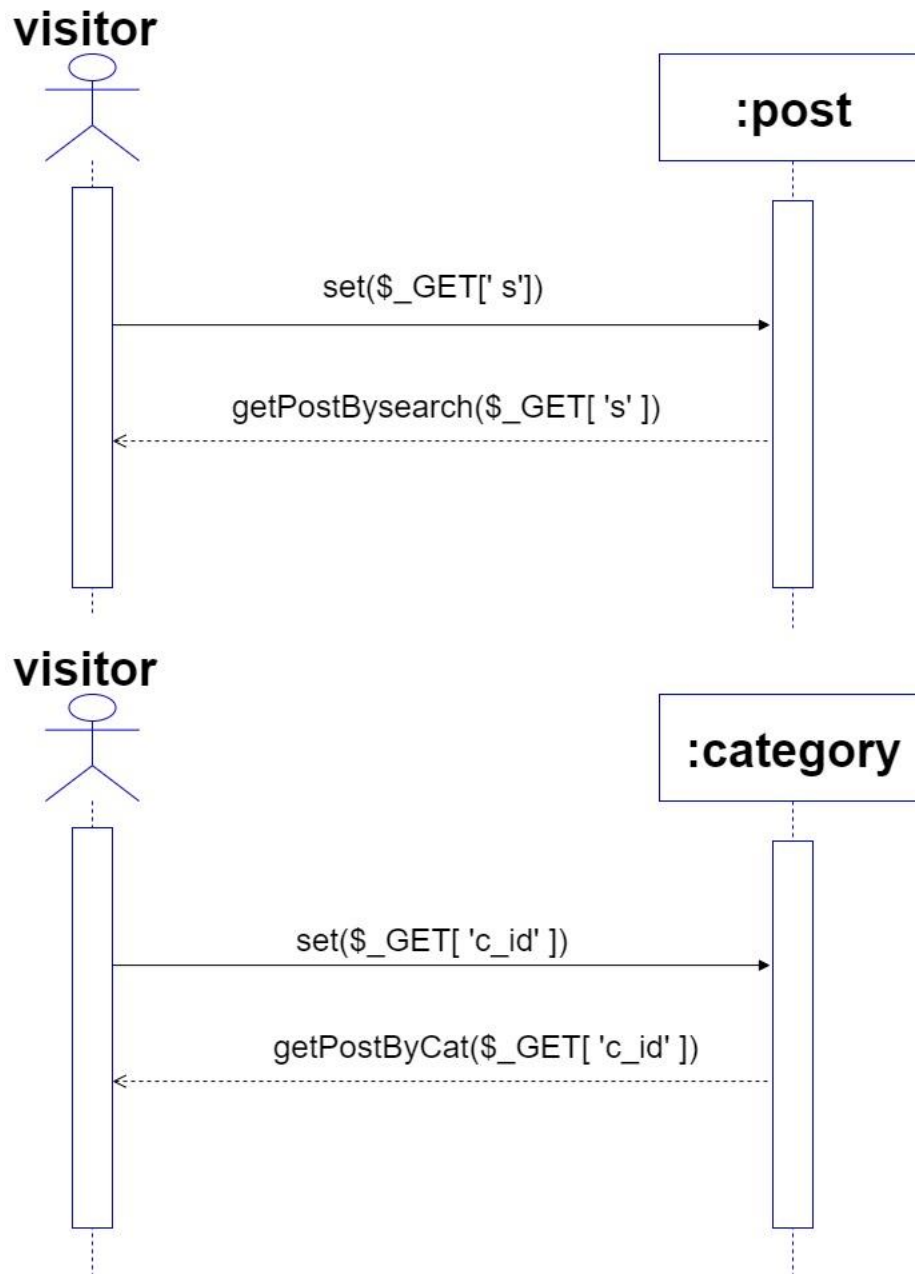 visitor
:post
set($_GET[' s'])
getPostBysearch($_GET[ 's' ])
visitor
:category
set($_GET[ 'c_id' ])
getPostByCat($_GET[ 'c_id' ])